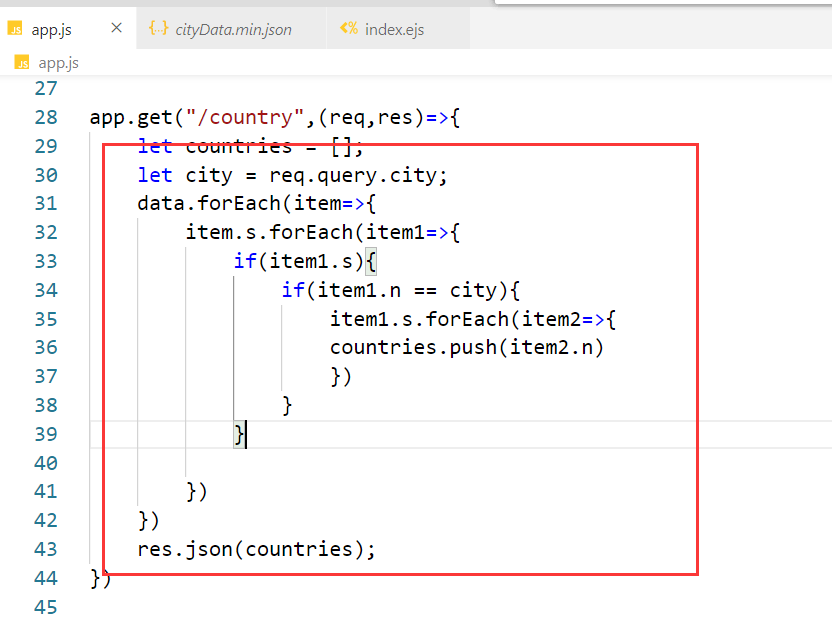 JS app.js × {··} cityData.min.json <% index.ejs
JS app.js
27
28 app.get("/country",(req,res)=>{
29 let countries = [];
30 let city = req.query.city;
31 data.forEach(item=>{
32 item.s.forEach(item1=>{
33 if(item1.s){
34 if(item1.n == city){
35 item1.s.forEach(item2=>{
36 countries.push(item2.n)
37 })
38 }
39 }
40
41 })
42 })
43 res.json(countries);
44 })
45